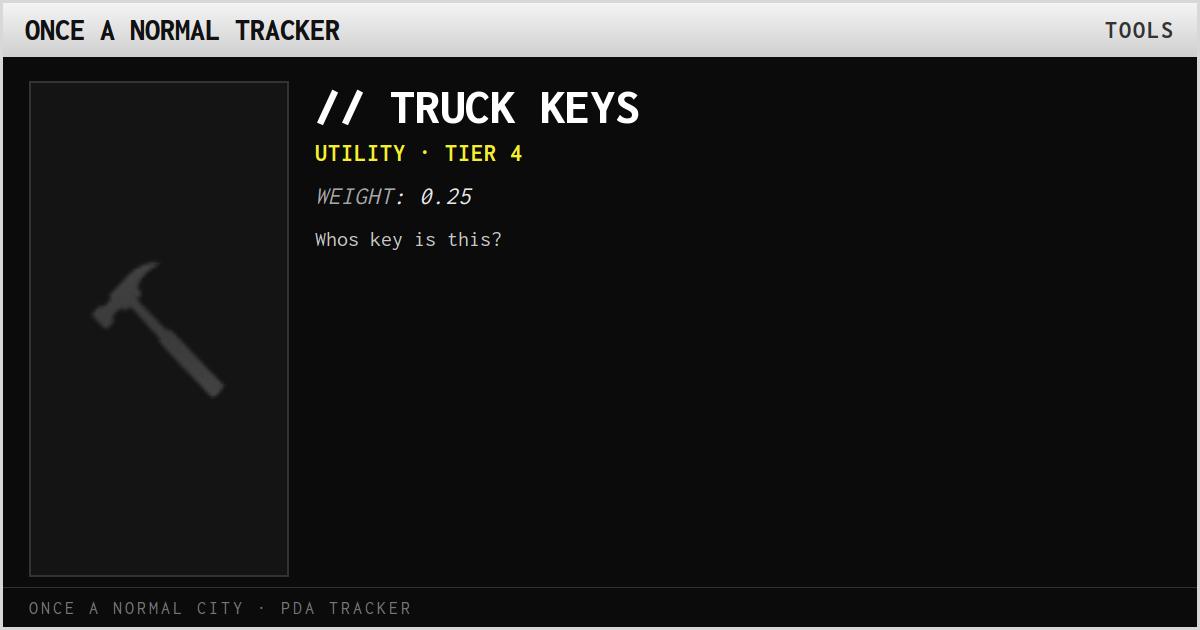 ONCE A NORMAL TRACKER
TOOLS
// TRUCK KEYS
UTILITY · TIER 4
WEIGHT: 0.25
Whos key is this?
ONCE A NORMAL CITY · PDA TRACKER